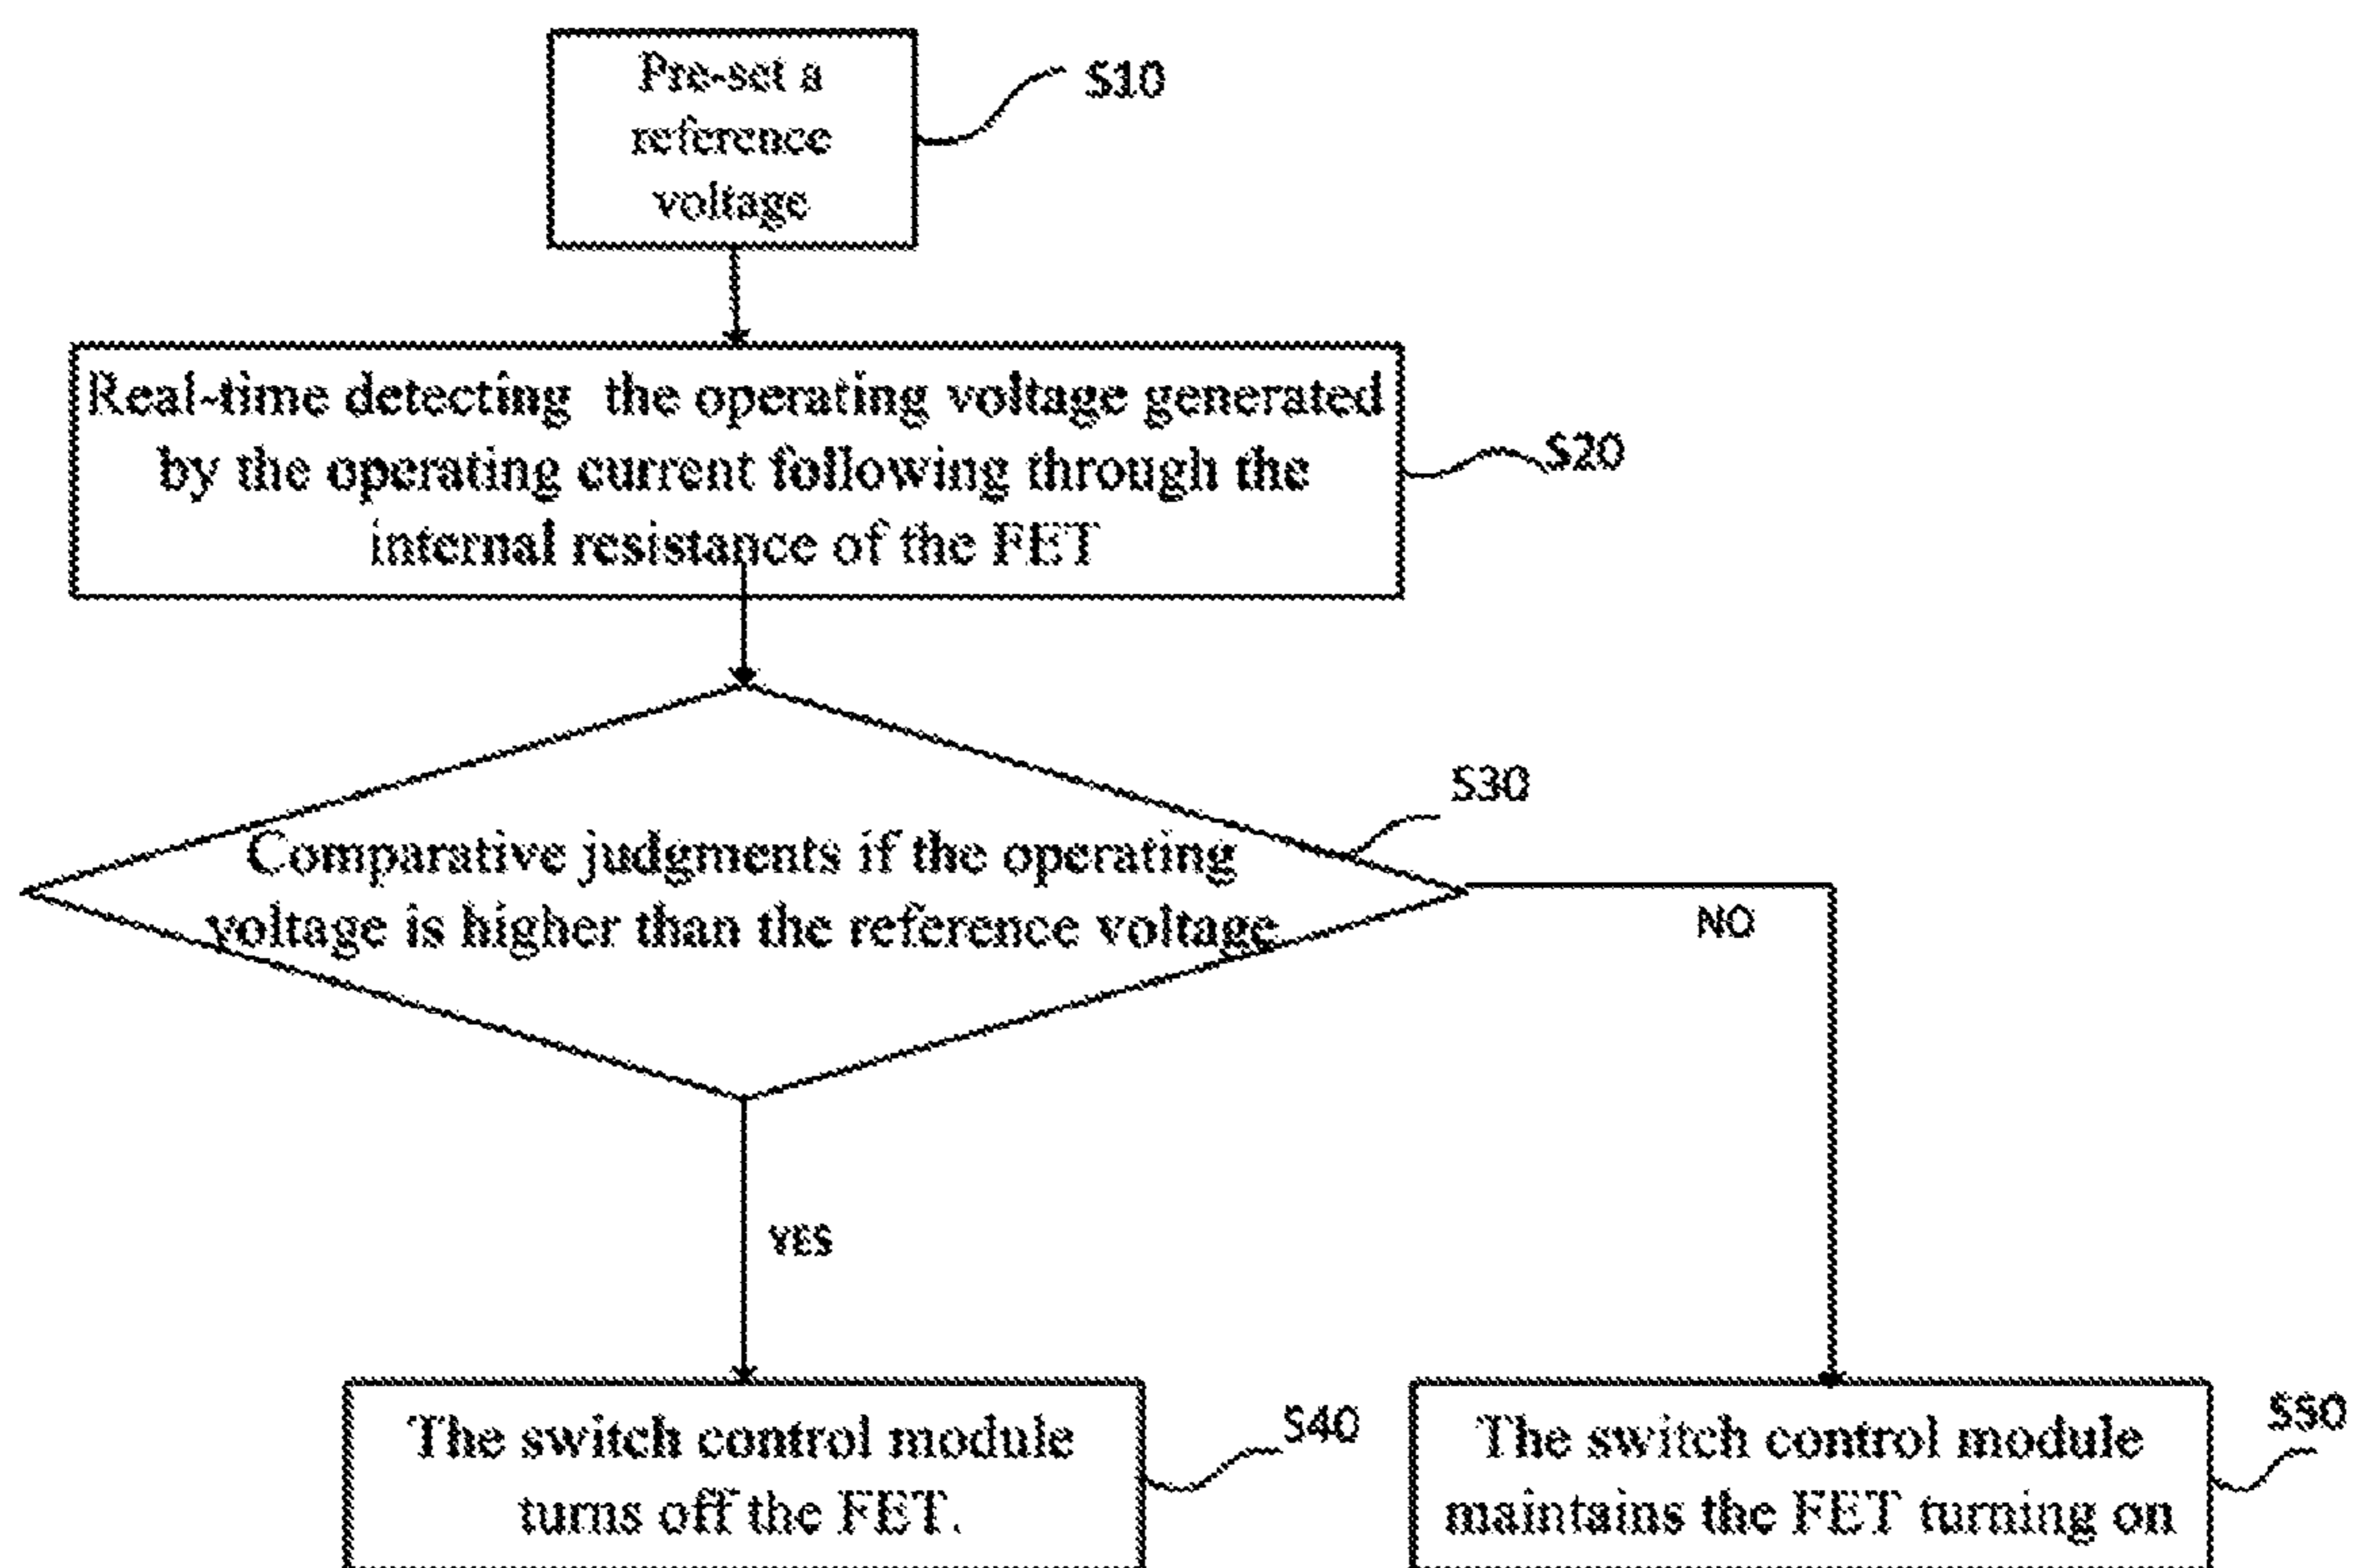 Pre-set a
reference
voltage
S10
Real-time detecting the operating voltage generated
by the operating current following through the
internal resistance of the FET
S20
S30
Comparative judgments if the operating
voltage is higher than the reference voltage
NO
YES
The switch control module
turns off the FET.
S40
The switch control module
maintains the FET turning on
S50